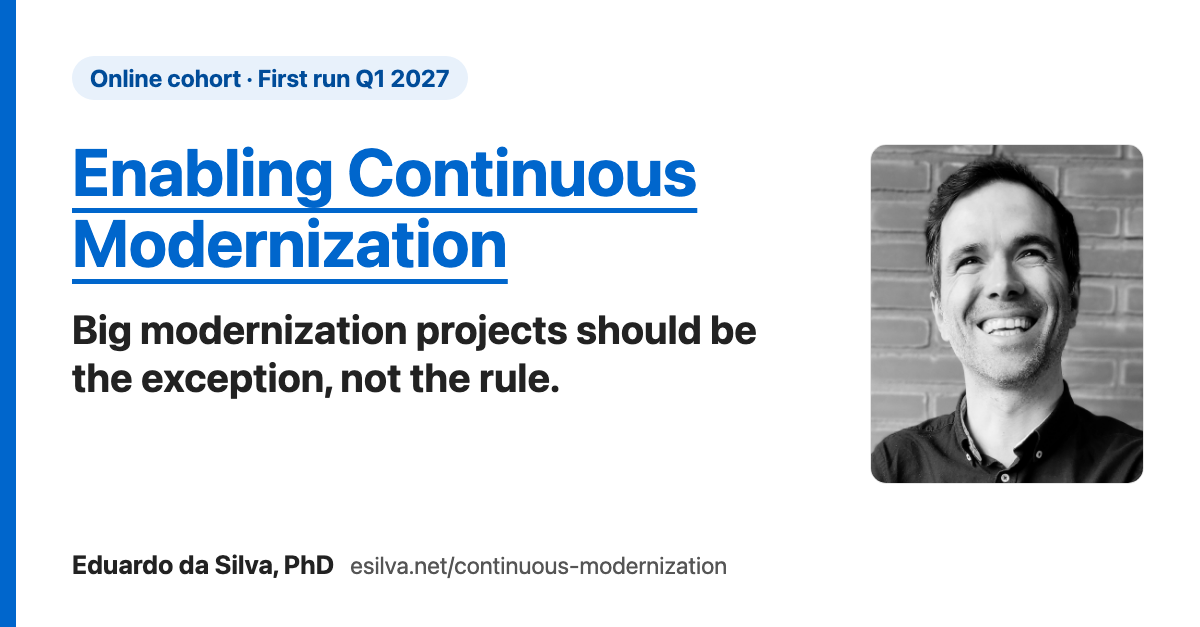 Online cohort · First run Q1 2027
Enabling Continuous
Modernization
Big modernization projects should be
the exception, not the rule.
Eduardo da Silva, PhD esilva.net/continuous-modernization